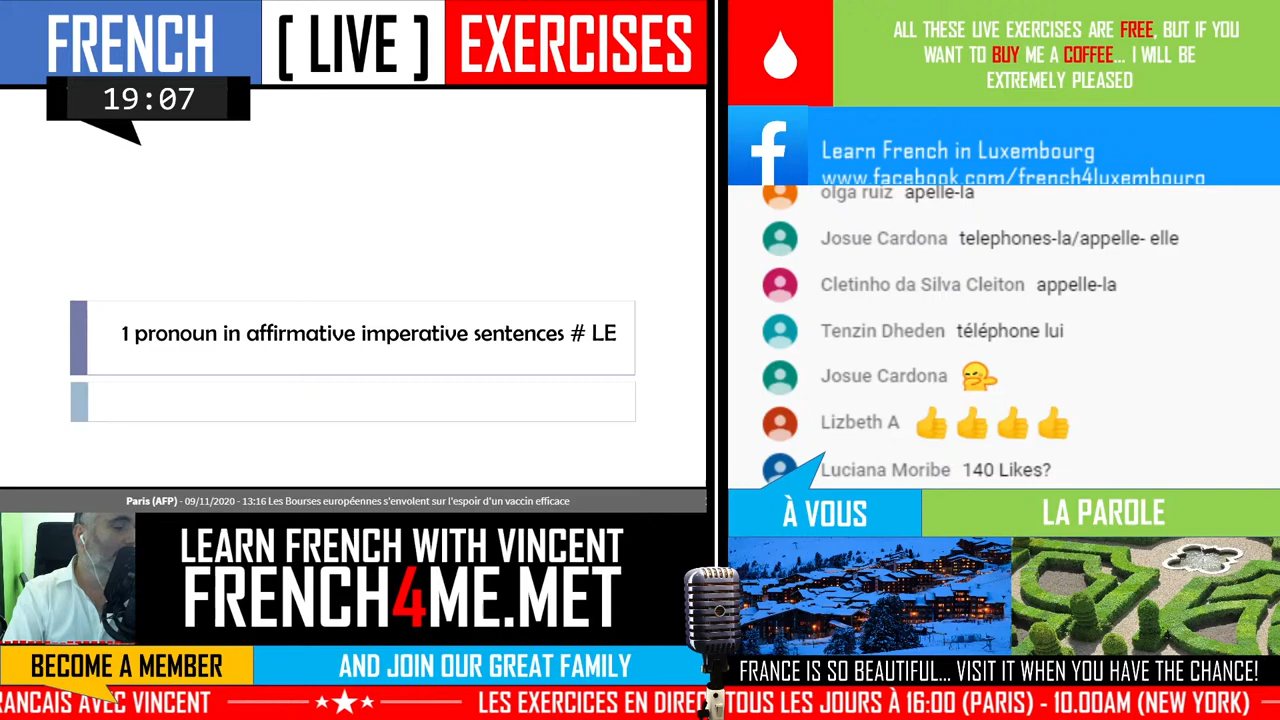 FRENCH [ LIVE ] EXERCISES
19:07
1 pronoun in affirmative imperative sentences # LE
Paris (AFP) - 09/11/2020 - 13:16 Les Bourses européennes s'envolent sur l'espoir d'un vaccin efficace
LEARN FRENCH WITH VINCENT
FRENCH4ME.MET
BECOME A MEMBER
AND JOIN OUR GREAT FAMILY
ALL THESE LIVE EXERCISES ARE FREE, BUT IF YOU
WANT TO BUY ME A COFFEE... I WILL BE
EXTREMELY PLEASED
f
Learn French in Luxembourg
www.facebook.com/french4luxembourg
olga ruiz apelle-la
Josue Cardona telephones-la/appelle- elle
Cletinho da Silva Cleiton appelle-la
Tenzin Dheden téléphone lui
Josue Cardona
Lizbeth A
Luciana Moribe 140 Likes?
À VOUS LA PAROLE
FRANCE IS SO BEAUTIFUL... VISIT IT WHEN YOU HAVE THE CHANCE!
RANCAIS AVEC VINCENT LES EXERCICES EN DIRECT TOUS LES JOURS À 16:00 (PARIS) - 10.00AM (NEW YORK)